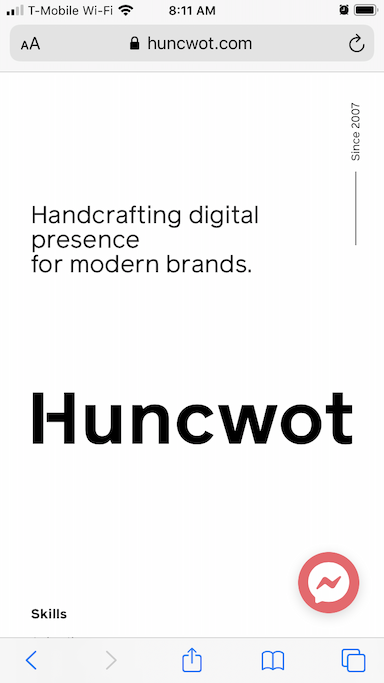 T-Mobile Wi-Fi 8:11 AM
AA huncwot.com
Since 2007
Handcrafting digital
presence
for modern brands.
Huncwot
Skills